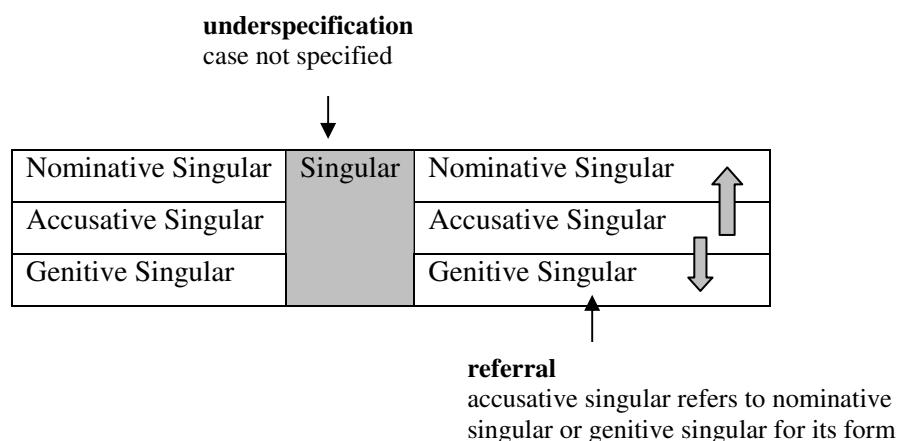 underspecification
case not specified
Nominative Singular Singular Nominative Singular
Accusative Singular Accusative Singular
Genitive Singular Genitive Singular
referral
accusative singular refers to nominative
singular or genitive singular for its form